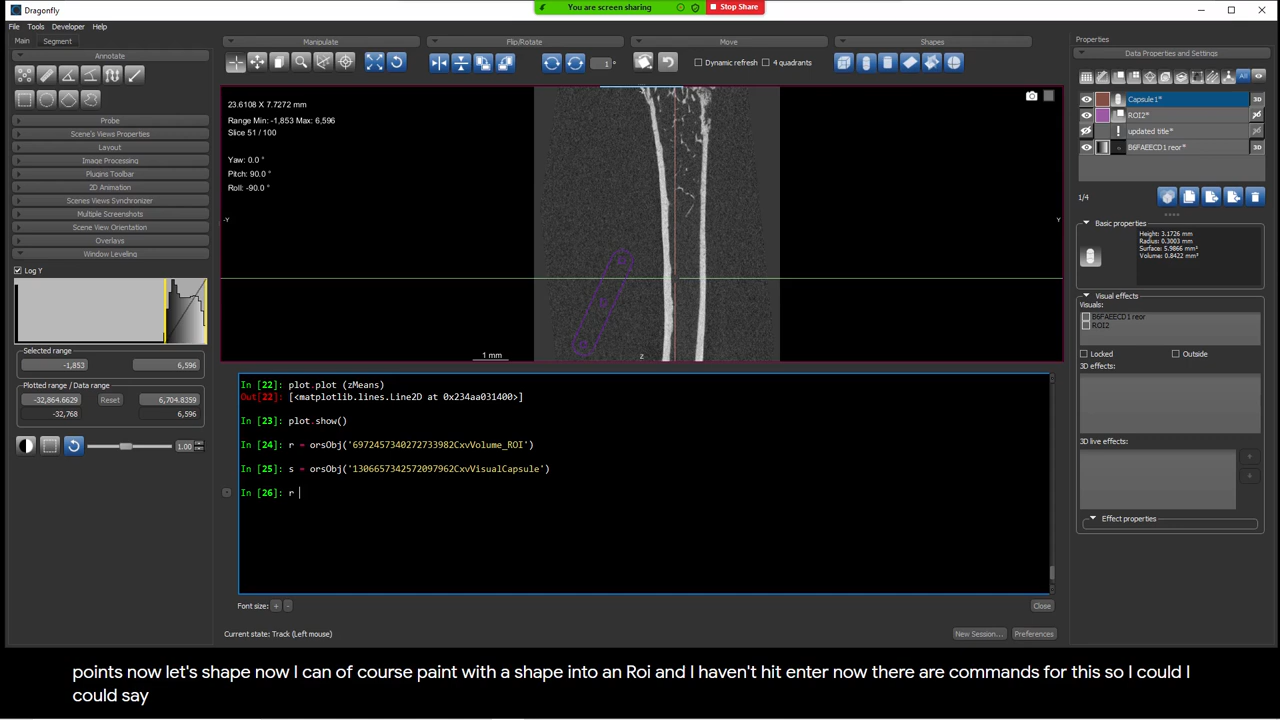 You are screen sharing
Stop Share
Dragonfly
File Tools Developer Help
Main Segment
Annotate
Probe
Scene's Views Properties
Layout
Image Processing
Plugins Toolbar
2D Animation
Scenes Views Synchronizer
Multiple Screenshots
Scene View Orientation
Overlays
Window Leveling
Log Y
Selected range
-1,853 6,596
Plotted range / Data range
-32,864.6629 Reset 6,704.8359
-32,768 6,596
1.00
Manipulate
Flip/Rotate
Move
Shapes
1 °
Dynamic refresh
4 quadrants
23.6108 X 7.7272 mm
Range Min: -1,853 Max: 6,596
Slice 51 / 100
Yaw: 0.0 °
Pitch: 90.0 °
Roll: -90.0 °
-Y
Y
1 mm
z
In [22]: plot.plot (zMeans)
Out[22]: [<matplotlib.lines.Line2D at 0x234aa031400>]
In [23]: plot.show()
In [24]: r = orsObj('6972457340272733982CxvVolume_ROI')
In [25]: s = orsObj('1306657342572097962CxvVisualCapsule')
In [26]: r
Font size: + -
Close
Current state: Track (Left mouse)
New Session...
Preferences
Properties
Data Properties and Settings
All
Capsule1* 3D
ROI2*
updated title*
B6FAEECD1 reor* 3D
1/4
Basic properties
Height: 3.1726 mm
Radius: 0.3003 mm
Surface: 5.9866 mm²
Volume: 0.8422 mm³
Visual effects
Visuals:
B6FAEECD1 reor
ROI2
Locked
Outside
3D effects:
3D live effects:
Effect properties
points now let's shape now I can of course paint with a shape into an Roi and I haven't hit enter now there are commands for this so I could I
could say